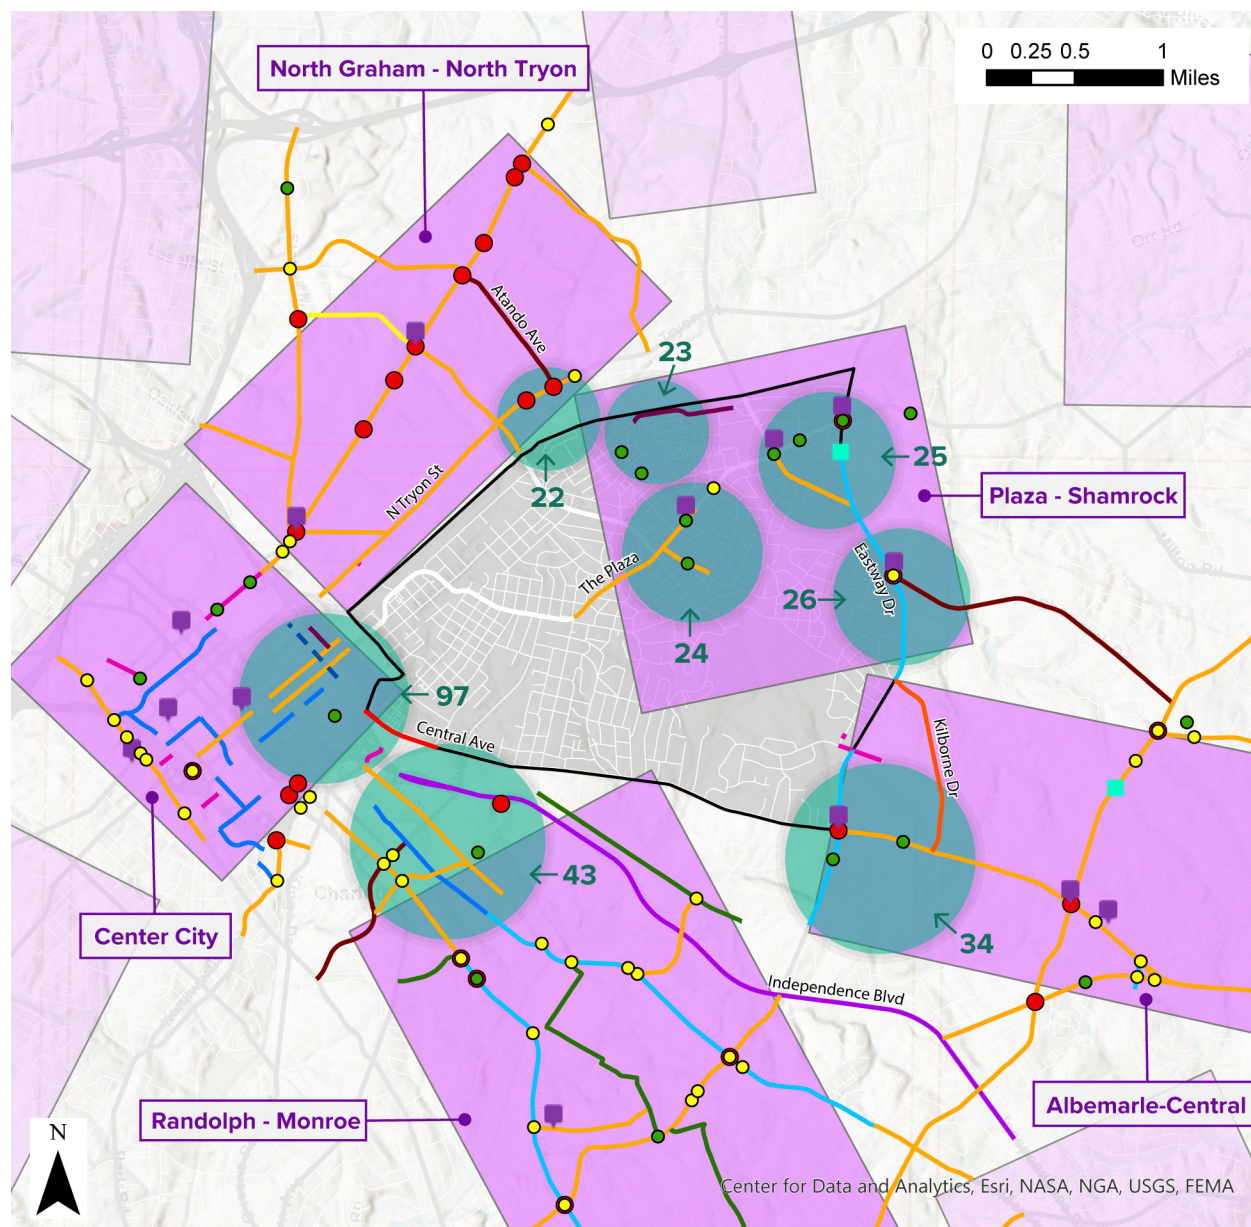 0 0.25 0.5 1
Miles
North Graham - North Tryon
Atando Ave
23
25
Plaza - Shamrock
N Tryon St
22
The Plaza
Eastway Dr
26
24
97
Central Ave
Kilborne Dr
43
Center City
34
Independence Blvd
Randolph - Monroe
Albemarle-Central
N
Center for Data and Analytics, Esri, NASA, NGA, USGS, FEMA